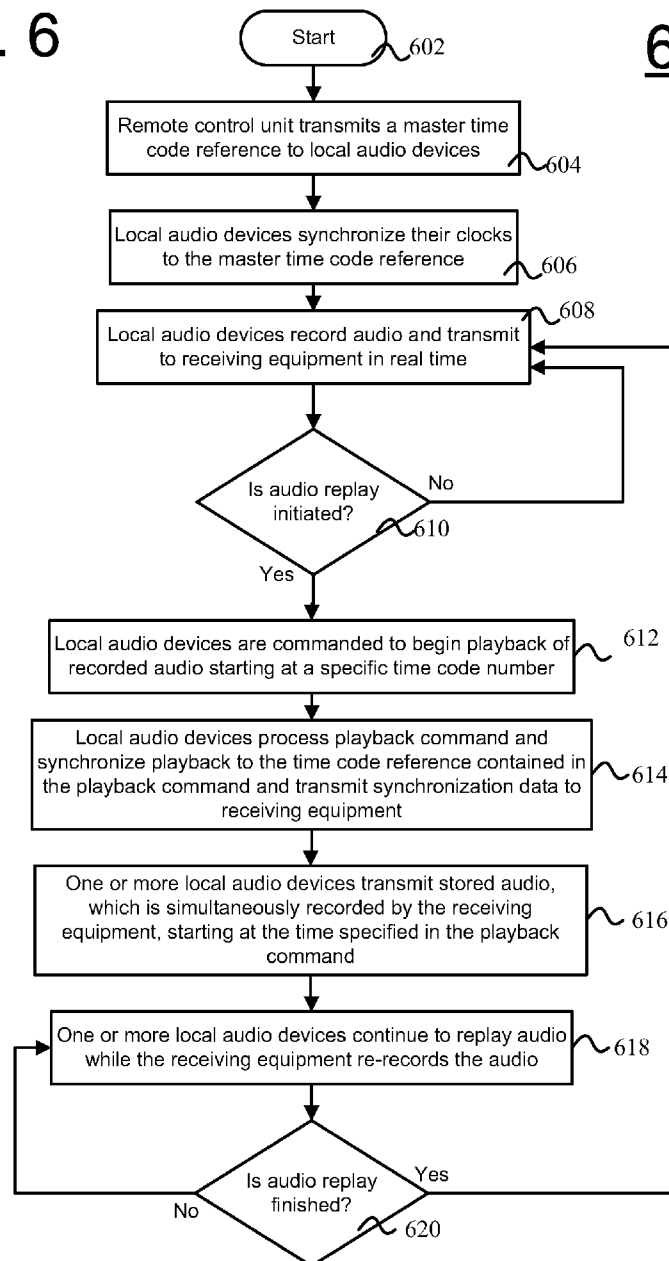 . 6
6
Start
602
Remote control unit transmits a master time
code reference to local audio devices
604
Local audio devices synchronize their clocks
to the master time code reference
606
608
Local audio devices record audio and transmit
to receiving equipment in real time
Is audio replay
initiated?
No
610
Yes
Local audio devices are commanded to begin playback of
recorded audio starting at a specific time code number
612
Local audio devices process playback command and
synchronize playback to the time code reference contained in
the playback command and transmit synchronization data to
receiving equipment
614
One or more local audio devices transmit stored audio,
which is simultaneously recorded by the receiving
equipment, starting at the time specified in the playback
command
616
One or more local audio devices continue to replay audio
while the receiving equipment re-records the audio
618
Is audio replay
finished?
Yes
No
620